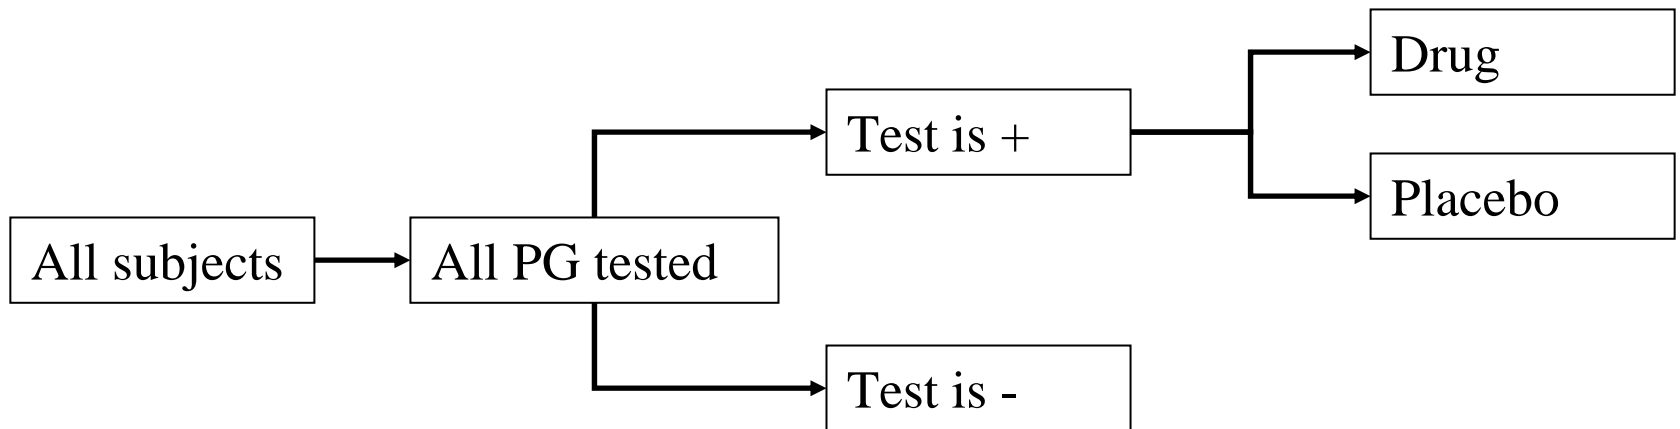 All subjects
All PG tested
Test is +
Drug
Placebo
Test is -